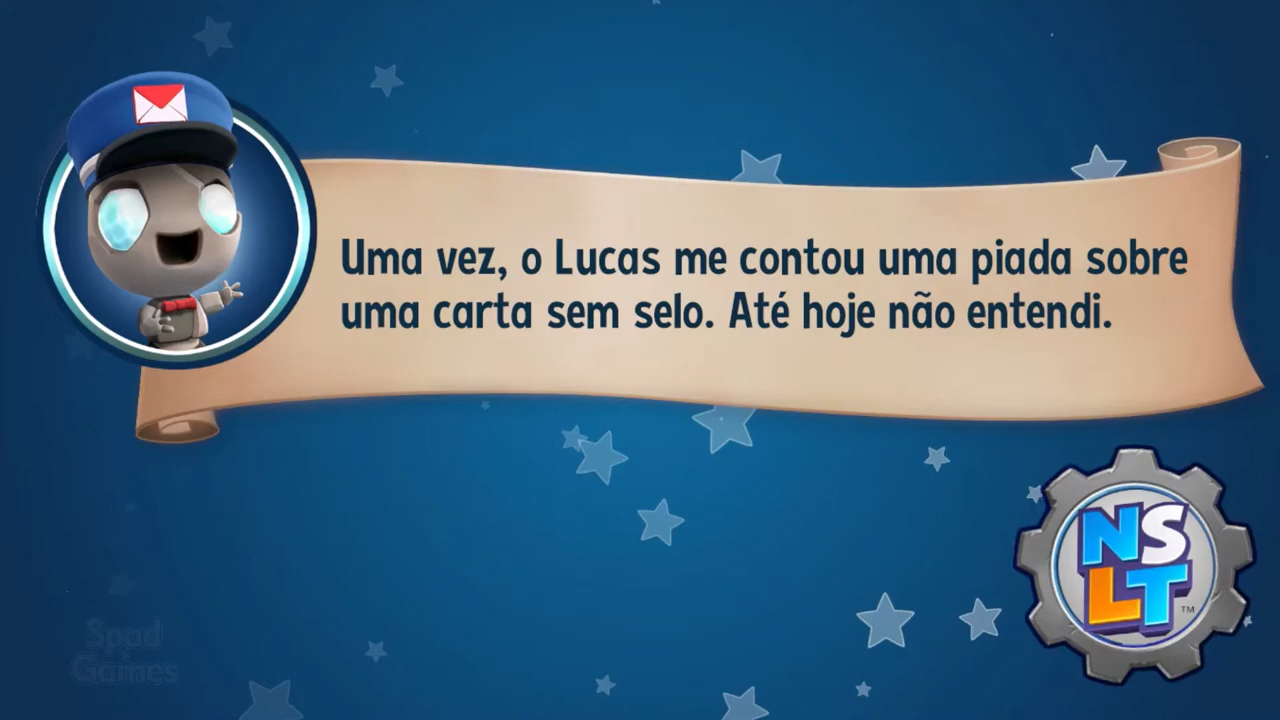 Uma vez, o Lucas me contou uma piada sobre
uma carta sem selo. Até hoje não entendi.
NS
LT
TM
Spad
Games